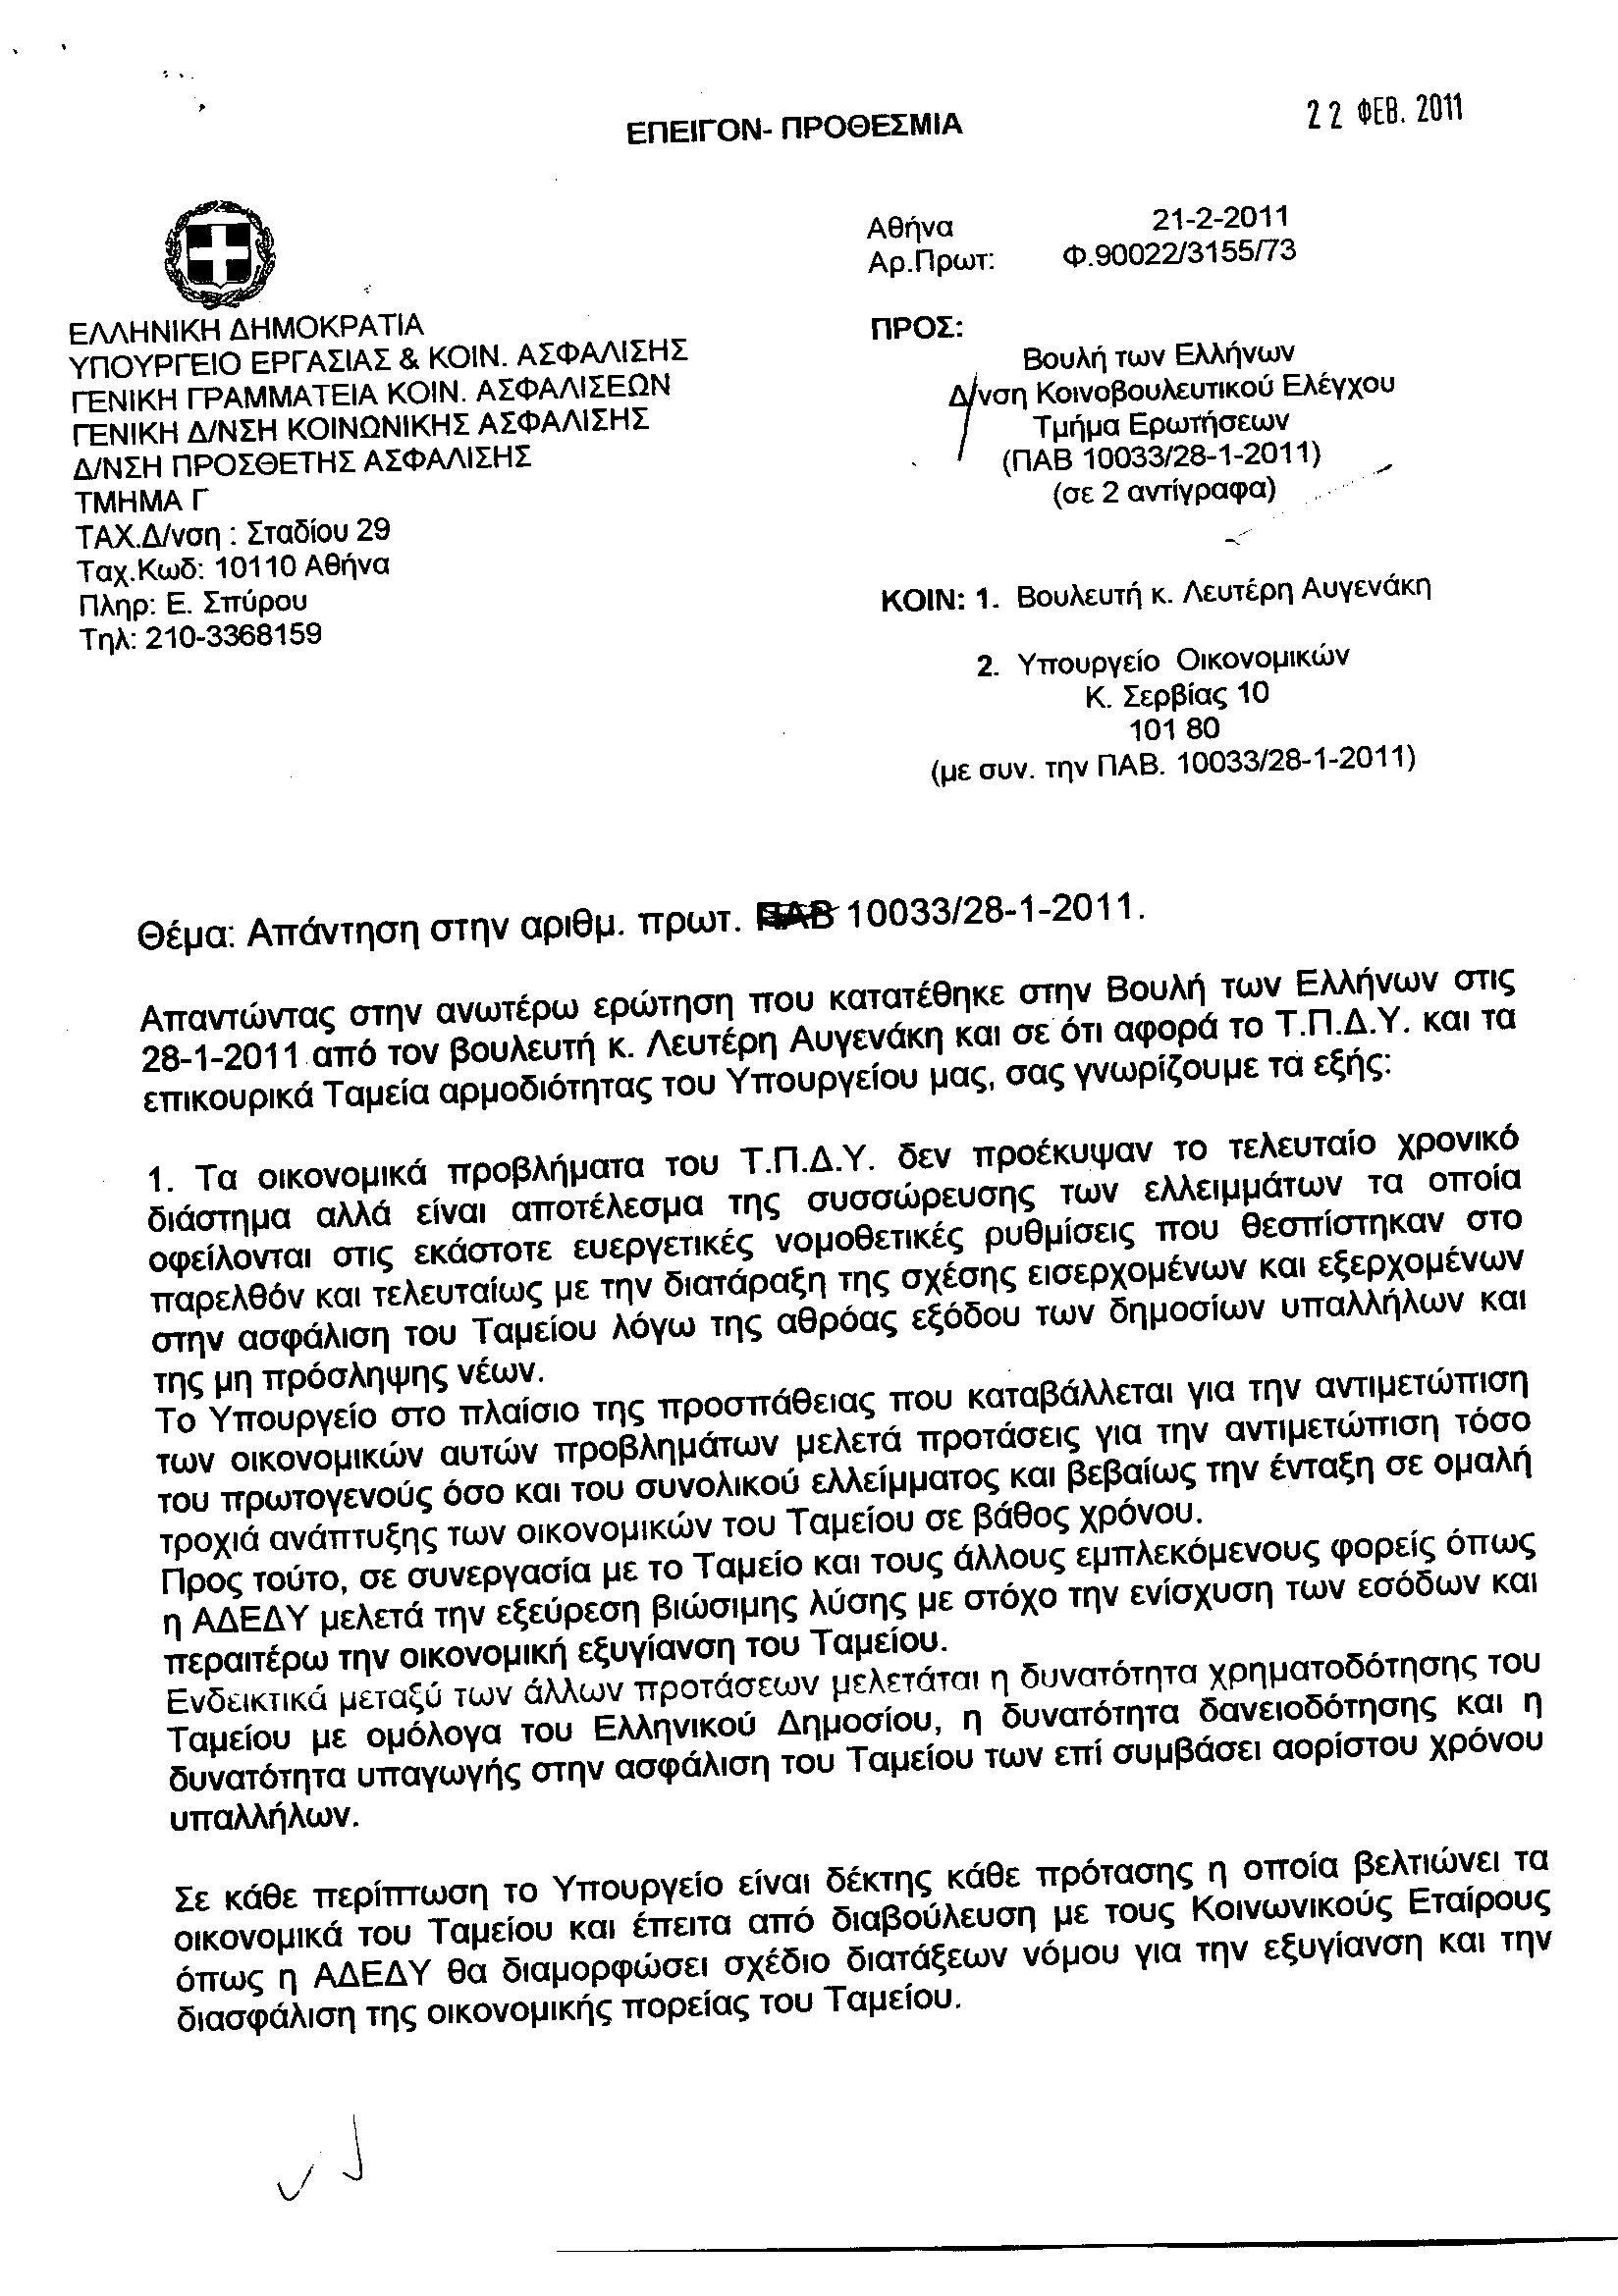 ΕΠΕΙΓΟΝ- ΠΡΟΘΕΣΜΙΑ
22 ΦΕΒ. 2011
ΕΛΛΗΝΙΚΗ ΔΗΜΟΚΡΑΤΙΑ
ΥΠΟΥΡΓΕΙΟ ΕΡΓΑΣΙΑΣ & ΚΟΙΝ. ΑΣΦΑΛΙΣΗΣ
ΓΕΝΙΚΗ ΓΡΑΜΜΑΤΕΙΑ ΚΟΙΝ. ΑΣΦΑΛΙΣΕΩΝ
ΓΕΝΙΚΗ Δ/ΝΣΗ ΚΟΙΝΩΝΙΚΗΣ ΑΣΦΑΛΙΣΗΣ
Δ/ΝΣΗ ΠΡΟΣΘΕΤΗΣ ΑΣΦΑΛΙΣΗΣ
ΤΜΗΜΑ Γ
ΤΑΧ.Δ/νση : Σταδίου 29
Ταχ.Κωδ: 10110 Αθήνα
Πληρ: Ε. Σπύρου
Τηλ: 210-3368159
Αθήνα 21-2-2011
Αρ.Πρωτ: Φ.90022/3155/73
ΠΡΟΣ:
Βουλή των Ελλήνων
Δ/νση Κοινοβουλευτικού Ελέγχου
Τμήμα Ερωτήσεων
(ΠΑΒ 10033/28-1-2011)
(σε 2 αντίγραφα)
ΚΟΙΝ: 1. Βουλευτή κ. Λευτέρη Αυγενάκη
2. Υπουργείο Οικονομικών
Κ. Σερβίας 10
101 80
(με συν. την ΠΑΒ. 10033/28-1-2011)
Θέμα: Απάντηση στην αριθμ. πρωτ. ΠΑΒ 10033/28-1-2011.
Απαντώντας στην ανωτέρω ερώτηση που κατατέθηκε στην Βουλή των Ελλήνων στις
28-1-2011 από τον βουλευτή κ. Λευτέρη Αυγενάκη και σε ότι αφορά το Τ.Π.Δ.Υ. και τα
επικουρικά Ταμεία αρμοδιότητας του Υπουργείου μας, σας γνωρίζουμε τα εξής:
1. Τα οικονομικά προβλήματα του Τ.Π.Δ.Υ. δεν προέκυψαν το τελευταίο χρονικό
διάστημα αλλά είναι αποτέλεσμα της συσσώρευσης των ελλειμμάτων τα οποία
οφείλονται στις εκάστοτε ευεργετικές νομοθετικές ρυθμίσεις που θεσπίστηκαν στο
παρελθόν και τελευταίως με την διατάραξη της σχέσης εισερχομένων και εξερχομένων
στην ασφάλιση του Ταμείου λόγω της αθρόας εξόδου των δημοσίων υπαλλήλων και
της μη πρόσληψης νέων.
Το Υπουργείο στο πλαίσιο της προσπάθειας που καταβάλλεται για την αντιμετώπιση
των οικονομικών αυτών προβλημάτων μελετά προτάσεις για την αντιμετώπιση τόσο
του πρωτογενούς όσο και του συνολικού ελλείμματος και βεβαίως την ένταξη σε ομαλή
τροχιά ανάπτυξης των οικονομικών του Ταμείου σε βάθος χρόνου.
Προς τούτο, σε συνεργασία με το Ταμείο και τους άλλους εμπλεκόμενους φορείς όπως
η ΑΔΕΔΥ μελετά την εξεύρεση βιώσιμης λύσης με στόχο την ενίσχυση των εσόδων και
περαιτέρω την οικονομική εξυγίανση του Ταμείου.
Ενδεικτικά μεταξύ των άλλων προτάσεων μελετάται η δυνατότητα χρηματοδότησης του
Ταμείου με ομόλογα του Ελληνικού Δημοσίου, η δυνατότητα δανειοδότησης και η
δυνατότητα υπαγωγής στην ασφάλιση του Ταμείου των επί συμβάσει αορίστου χρόνου
υπαλλήλων.
Σε κάθε περίπτωση το Υπουργείο είναι δέκτης κάθε πρότασης η οποία βελτιώνει τα
οικονομικά του Ταμείου και έπειτα από διαβούλευση με τους Κοινωνικούς Εταίρους
όπως η ΑΔΕΔΥ θα διαμορφώσει σχέδιο διατάξεων νόμου για την εξυγίανση και την
διασφάλιση της οικονομικής πορείας του Ταμείου.